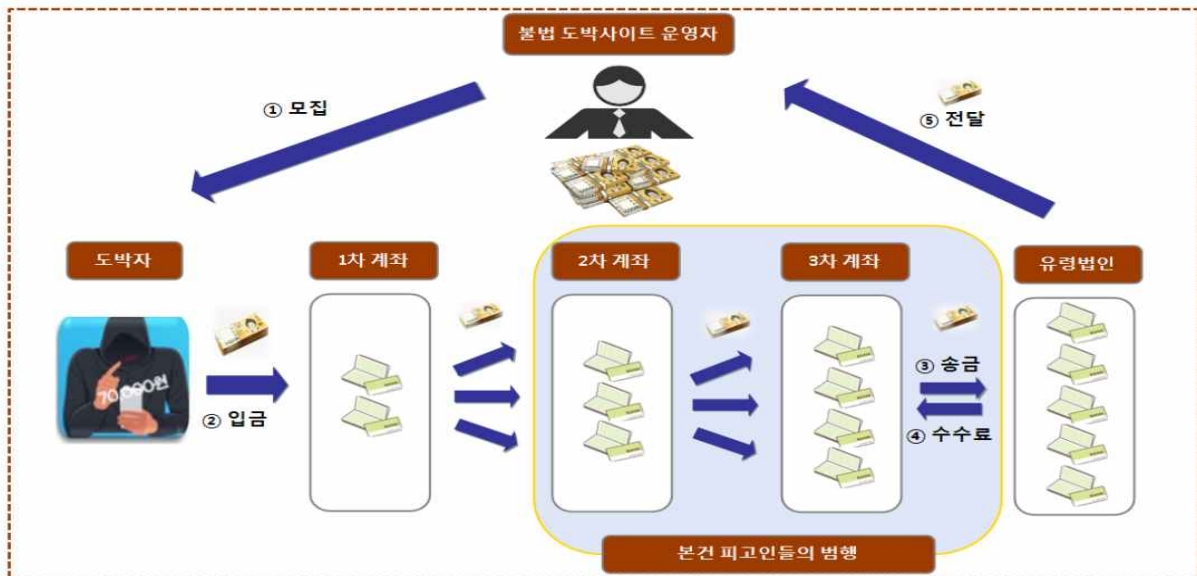 불법 도박사이트 운영자
① 모집
⑤ 전달
도박자
1차 계좌
2차 계좌
3차 계좌
유령법인
70,000원
② 입금
③ 송금
④ 수수료
본건 피고인들의 범행